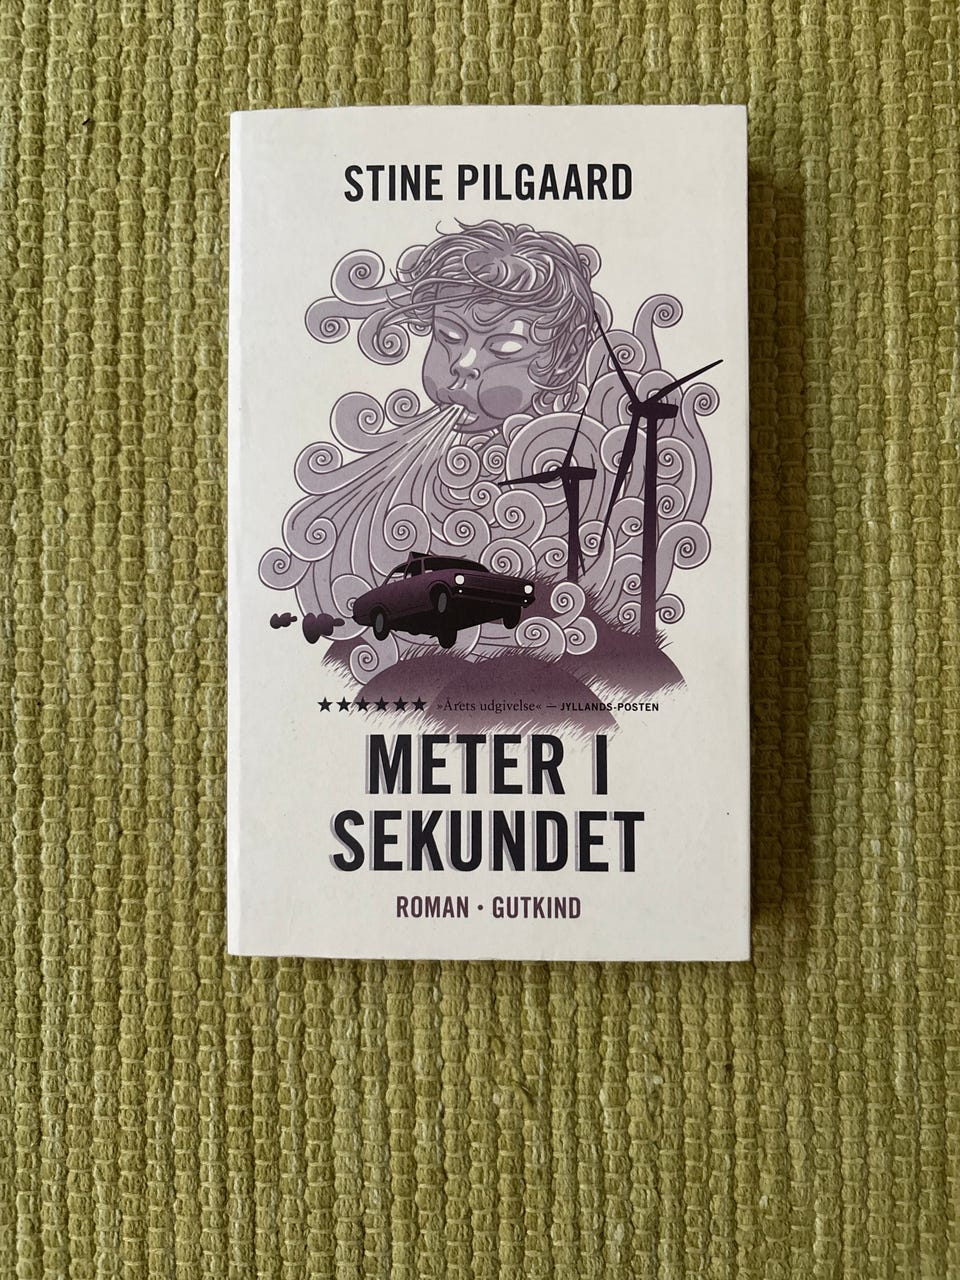 STINE PILGAARD
★★★★★★ »Årets udgivelse« — JYLLANDS-POSTEN
METER I
SEKUNDET
ROMAN • GUTKIND